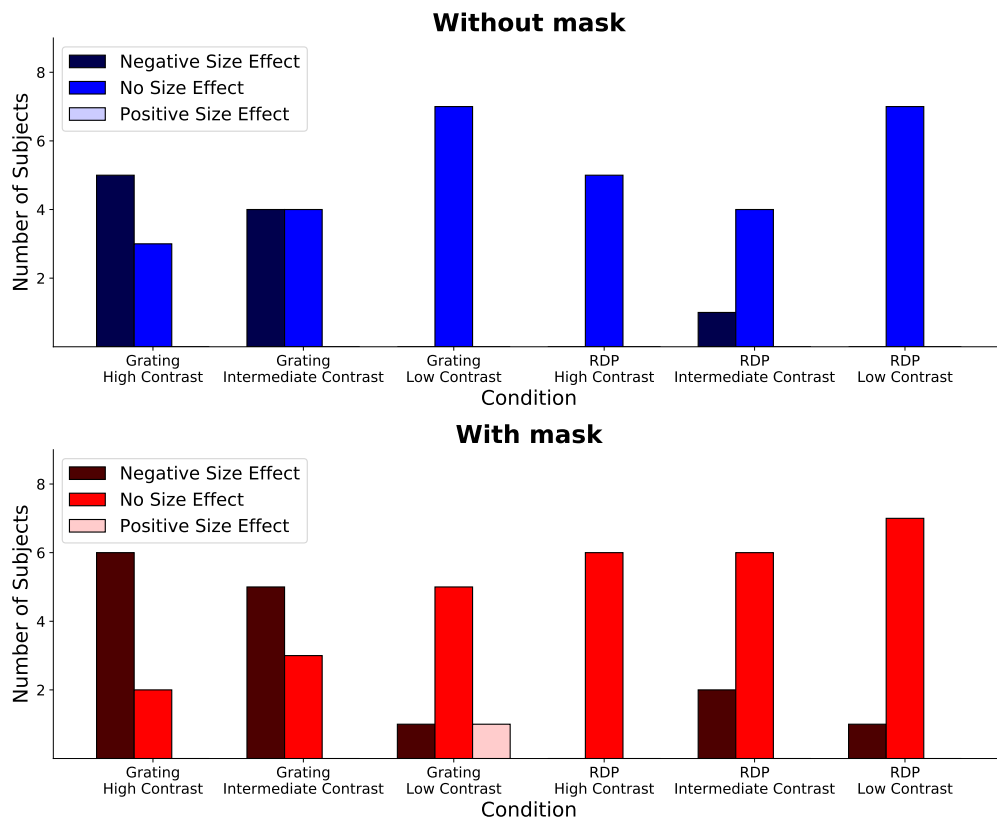 Without mask
Negative Size Effect
No Size Effect
Positive Size Effect
Number of Subjects
8
6
4
2
Grating
High Contrast
Grating
Intermediate Contrast
Grating
Low Contrast
RDP
High Contrast
RDP
Intermediate Contrast
RDP
Low Contrast
Condition
With mask
Negative Size Effect
No Size Effect
Positive Size Effect
Number of Subjects
8
6
4
2
Grating
High Contrast
Grating
Intermediate Contrast
Grating
Low Contrast
RDP
High Contrast
RDP
Intermediate Contrast
RDP
Low Contrast
Condition